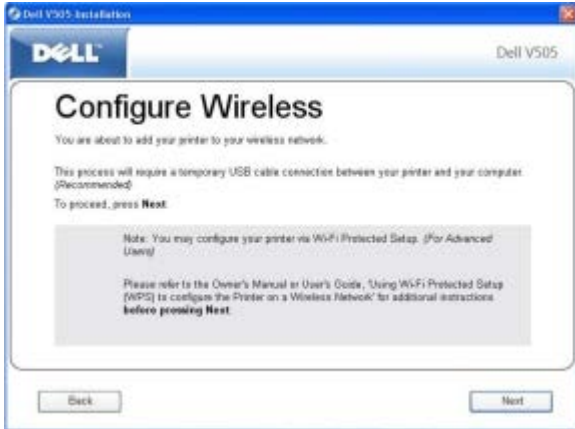 Dell V505 Installation
DELL
Dell V505
Configure Wireless
You are about to add your printer to your wireless network.
This process will require a temporary USB cable connection between your printer and your computer.
(Recommended)
To proceed, press Next.
Note: You may configure your printer via Wi-Fi Protected Setup. (For Advanced
Users)
Please refer to the Owner's Manual or User's Guide, 'Using Wi-Fi Protected Setup
(WPS) to configure the Printer on a Wireless Network' for additional instructions
before pressing Next.
Back
Next